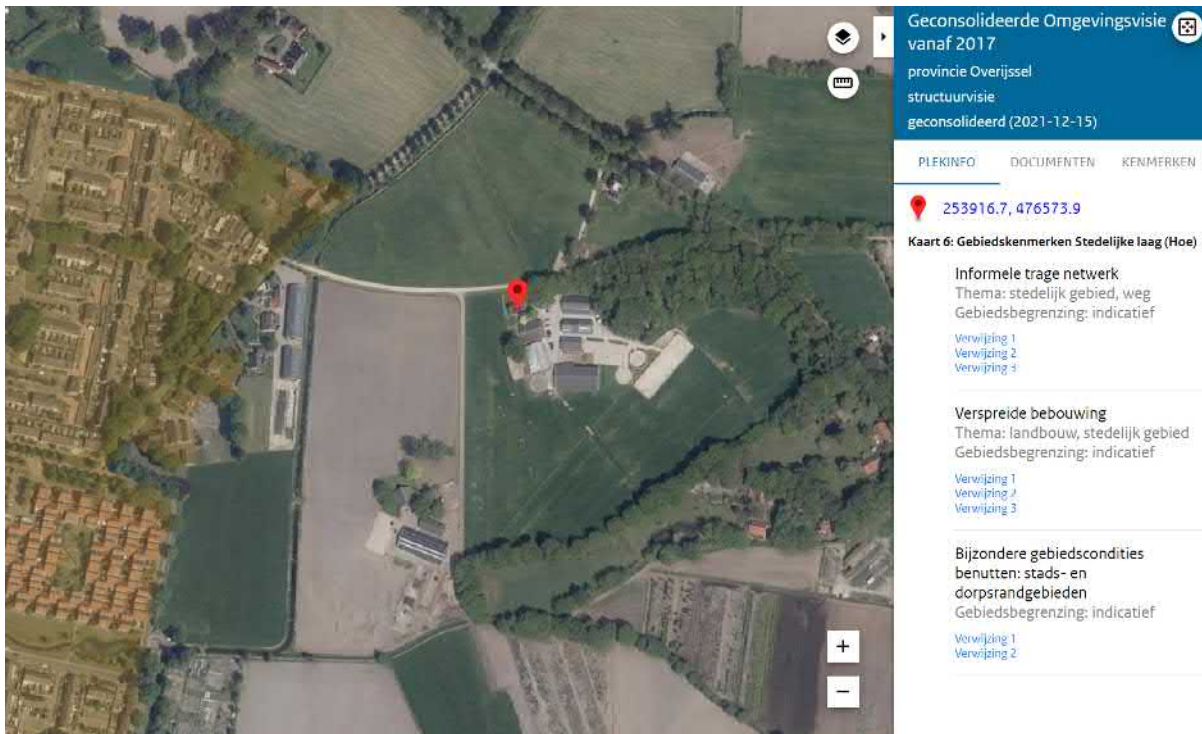 Geconsolideerde Omgevingsvisie
vanaf 2017
provincie Overijssel
structuurvisie
geconsolideerd (2021-12-15)
PLEKINFO DOCUMENTEN KENMERKEN
253916.7, 476573.9
Kaart 6: Gebiedskenmerken Stedelijke laag (Hoe)
Informele trage netwerk
Thema: stedelijk gebied, weg
Gebiedsbegrenzing: indicatief
Verwijzing 1
Verwijzing 2
Verwijzing 3
Verspreide bebouwing
Thema: landbouw, stedelijk gebied
Gebiedsbegrenzing: indicatief
Verwijzing 1
Verwijzing 2
Verwijzing 3
Bijzondere gebiedscondities
benutten: stads- en
dorpsrandgebieden
Gebiedsbegrenzing: indicatief
Verwijzing 1
Verwijzing 2